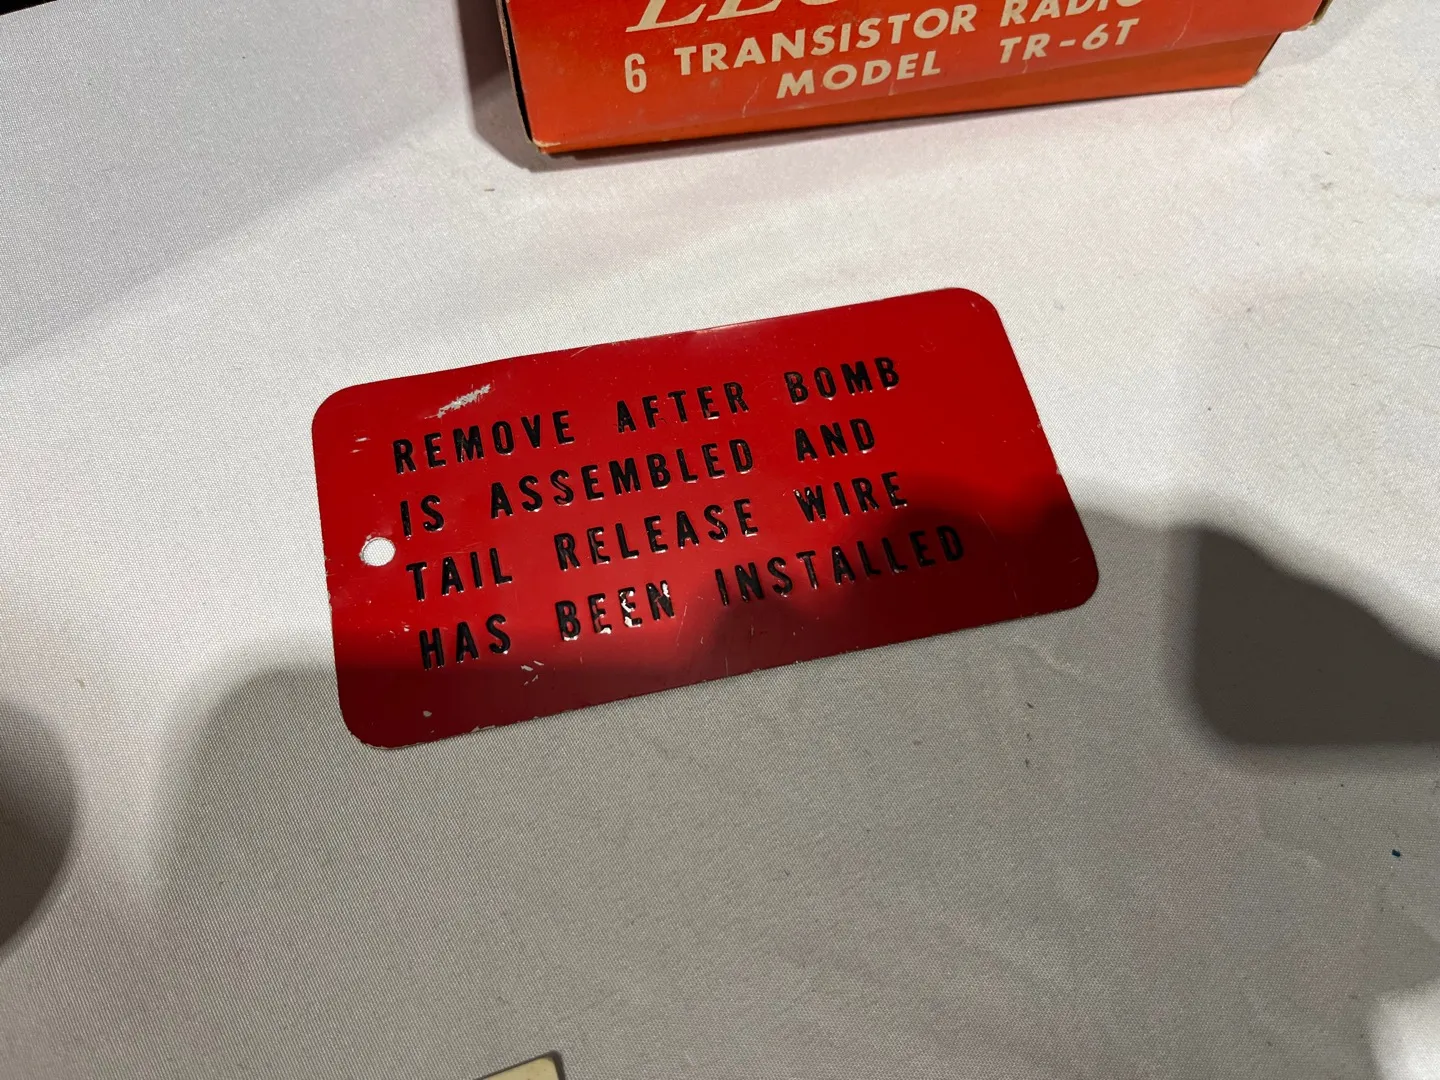 6 TRANSISTOR RADIO
MODEL TR-6T
REMOVE AFTER BOMB
IS ASSEMBLED AND
TAIL RELEASE WIRE
HAS BEEN INSTALLED